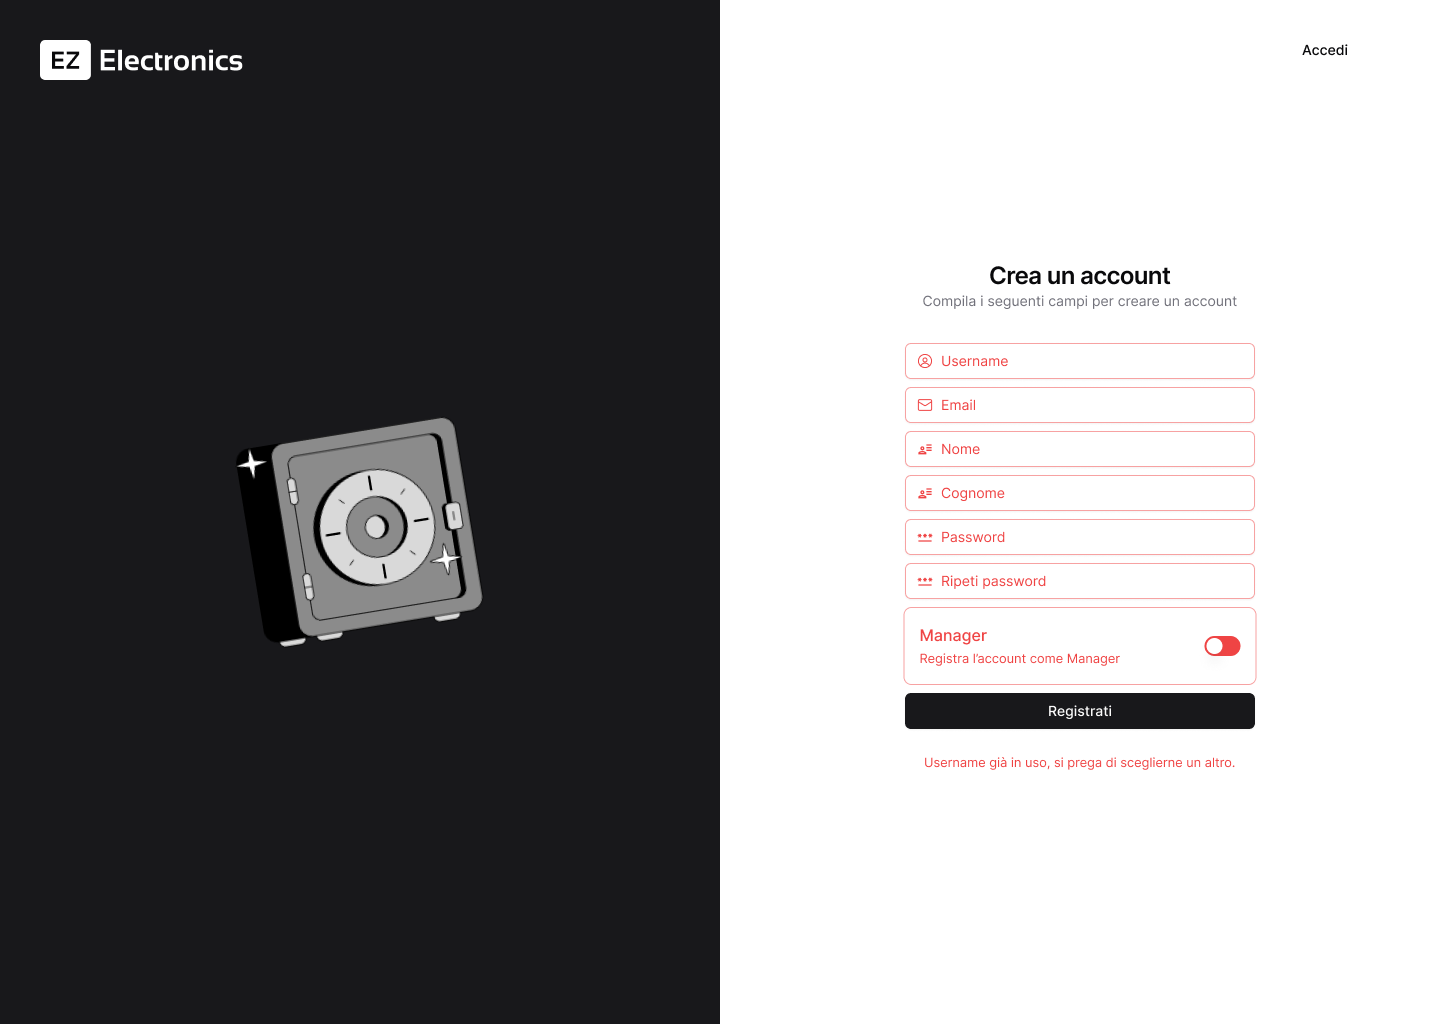 EZ Electronics
Accedi
Crea un account
Compila i seguenti campi per creare un account
Username
Email
Nome
Cognome
Password
Ripeti password
Manager
Registra l'account come Manager
Registrati
Username già in uso, si prega di sceglierne un altro.